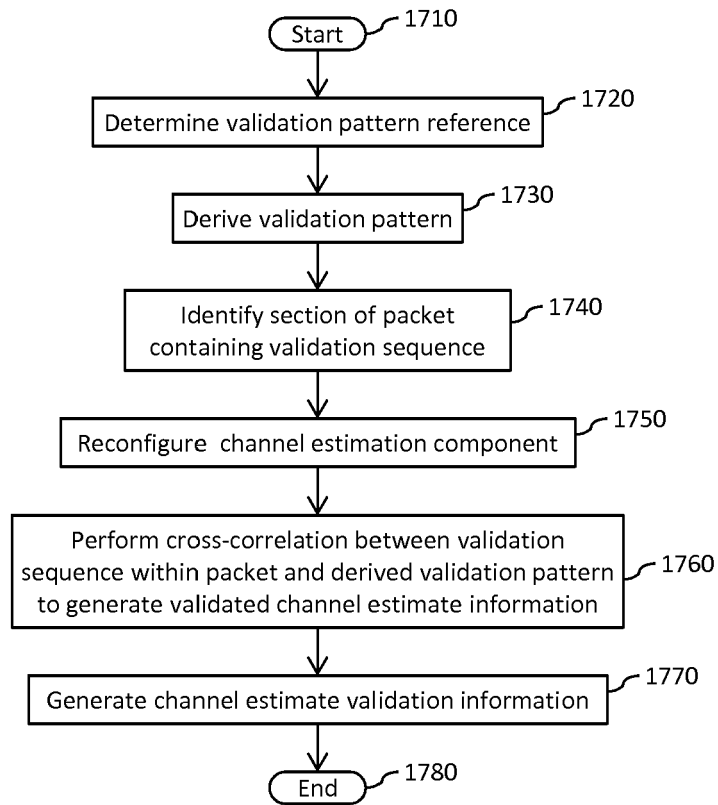 Start
1710
Determine validation pattern reference
1720
Derive validation pattern
1730
Identify section of packet
containing validation sequence
1740
Reconfigure channel estimation component
1750
Perform cross-correlation between validation
sequence within packet and derived validation pattern
to generate validated channel estimate information
1760
Generate channel estimate validation information
1770
End
1780